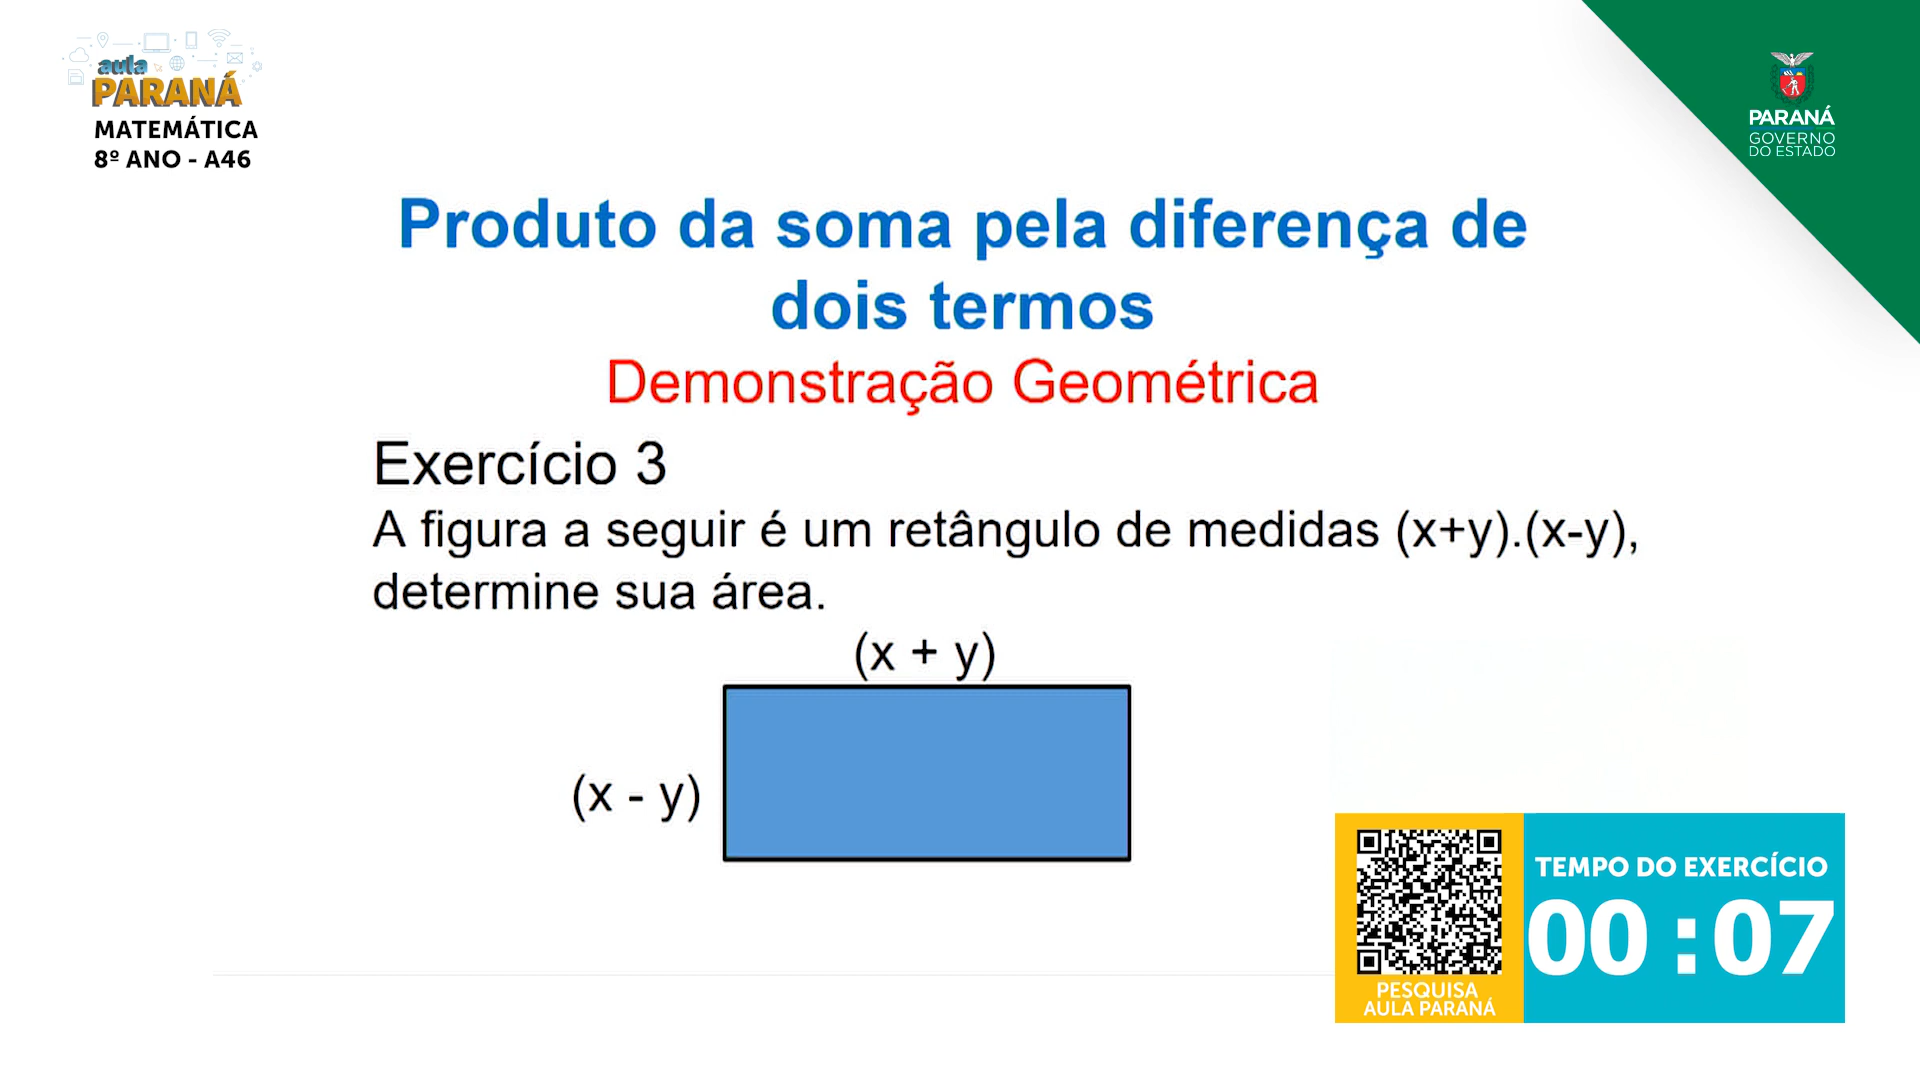 aula
PARANÁ
MATEMÁTICA
8º ANO - A46
PARANÁ
GOVERNO
DO ESTADO
Produto da soma pela diferença de
dois termos
Demonstração Geométrica
Exercício 3
A figura a seguir é um retângulo de medidas (x+y).(x-y),
determine sua área.
(x + y)
(x - y)
PESQUISA
AULA PARANÁ
TEMPO DO EXERCÍCIO
00 : 07